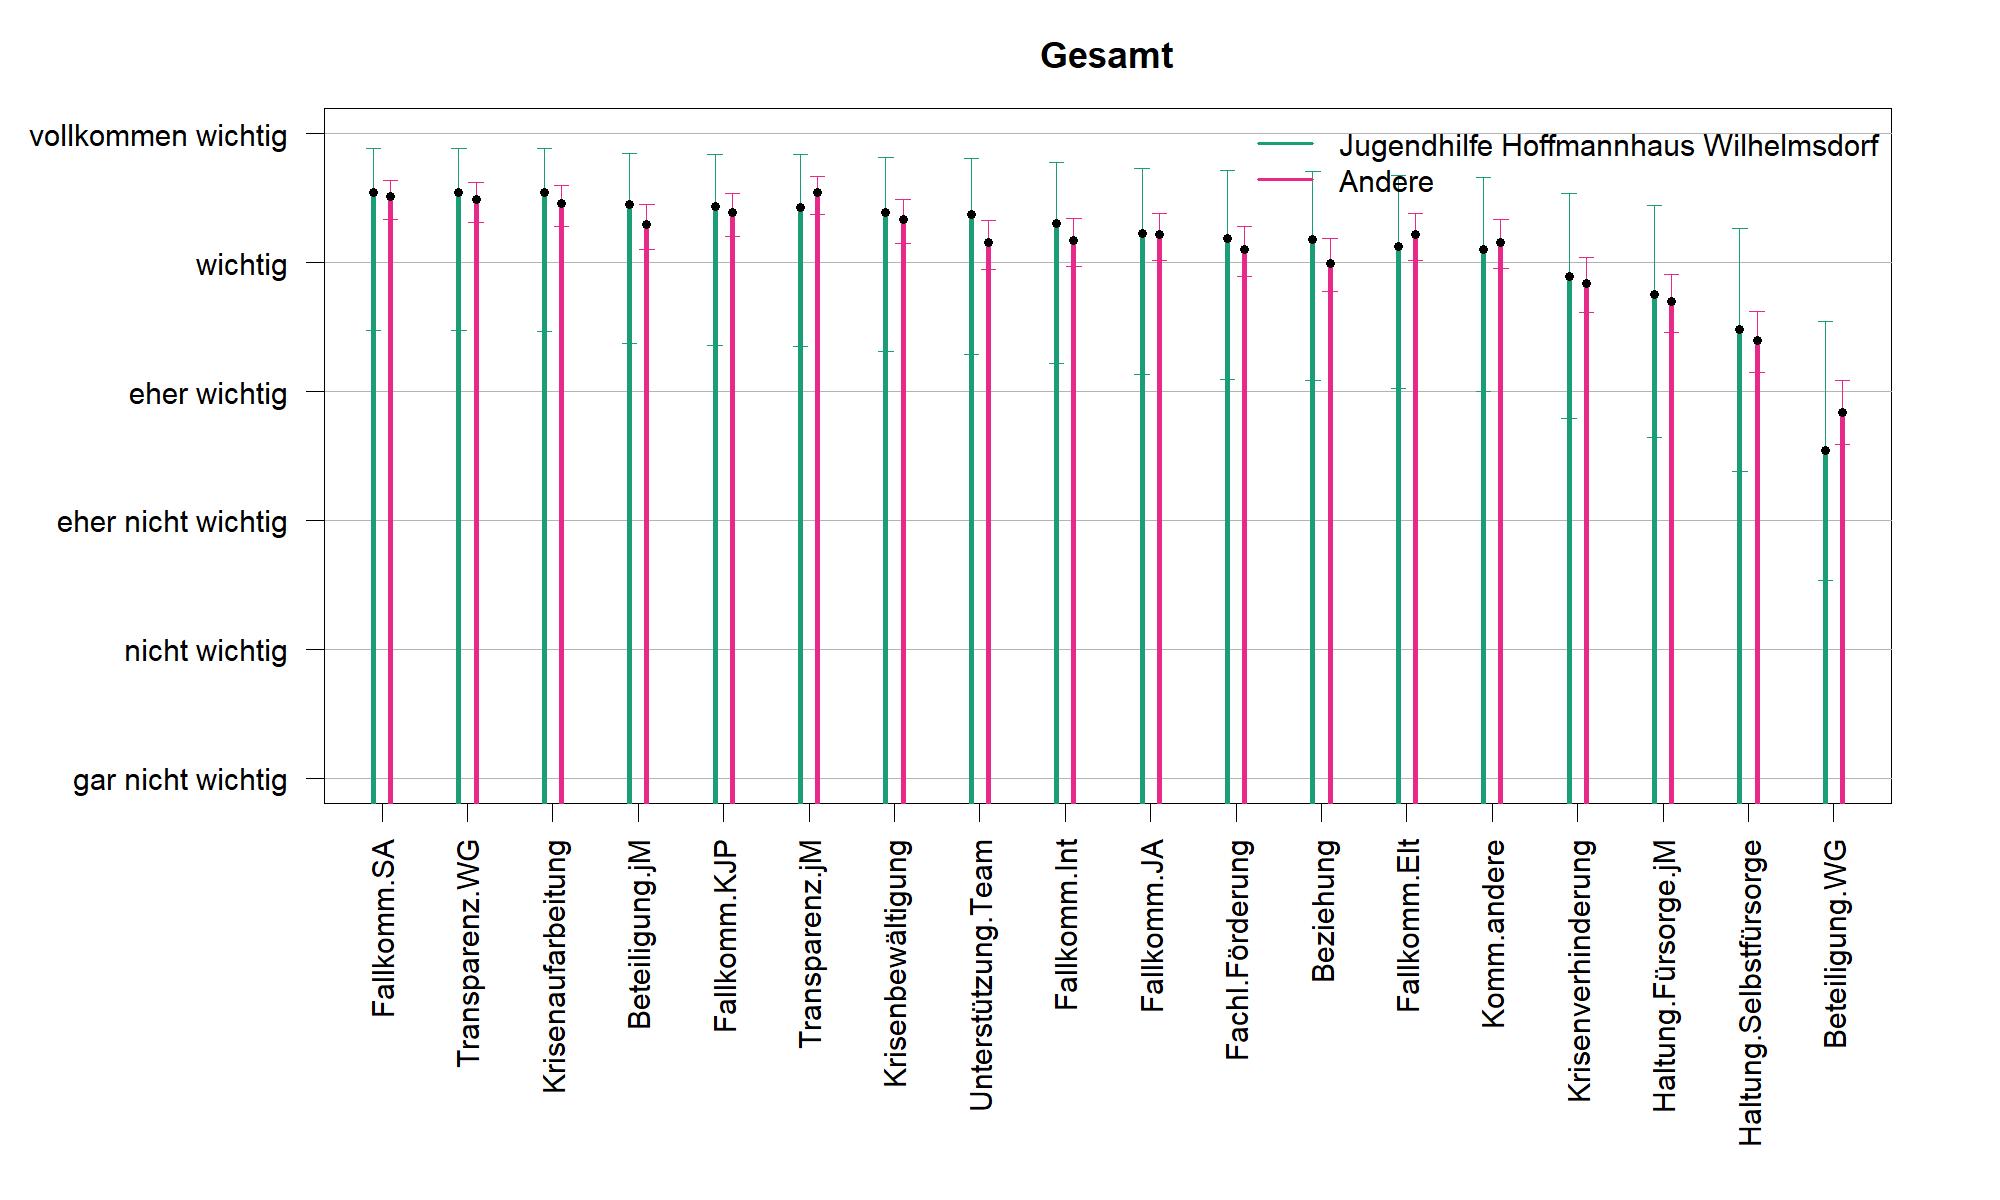 Gesamt
vollkommen wichtig
wichtig
eher wichtig
eher nicht wichtig
nicht wichtig
gar nicht wichtig
Jugendhilfe Hoffmannhaus Wilhelmsdorf
Andere
Fallkomm.SA
Transparenz.WG
Krisenaufarbeitung
Beteiligung.jM
Fallkomm.KJP
Transparenz.jM
Krisenbewältigung
Unterstützung.Team
Fallkomm.Int
Fallkomm.JA
Fachl.Förderung
Beziehung
Fallkomm.Elt
Komm.andere
Krisenverhinderung
Haltung.Fürsorge.jM
Haltung.Selbstfürsorge
Beteiligung.WG